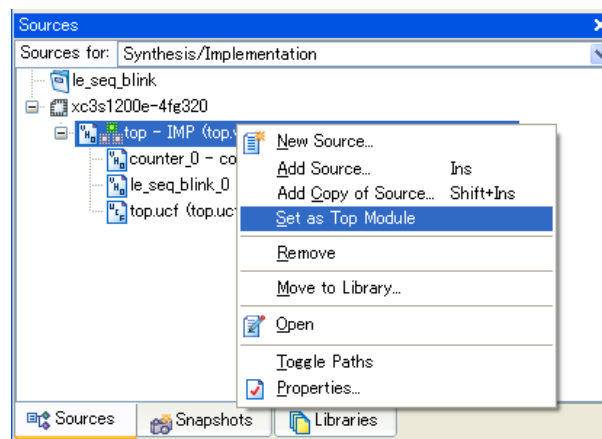 Sources
Sources for: Synthesis/Implementation
le_seq_blink
xc3s1200e-4fg320
top - IMP (top.v
counter_0 - co
le_seq_blink_0
top.ucf (top.uc
New Source...
Add Source... Ins
Add Copy of Source... Shift+Ins
Set as Top Module
Remove
Move to Library...
Open
Toggle Paths
Properties...
Sources Snapshots Libraries